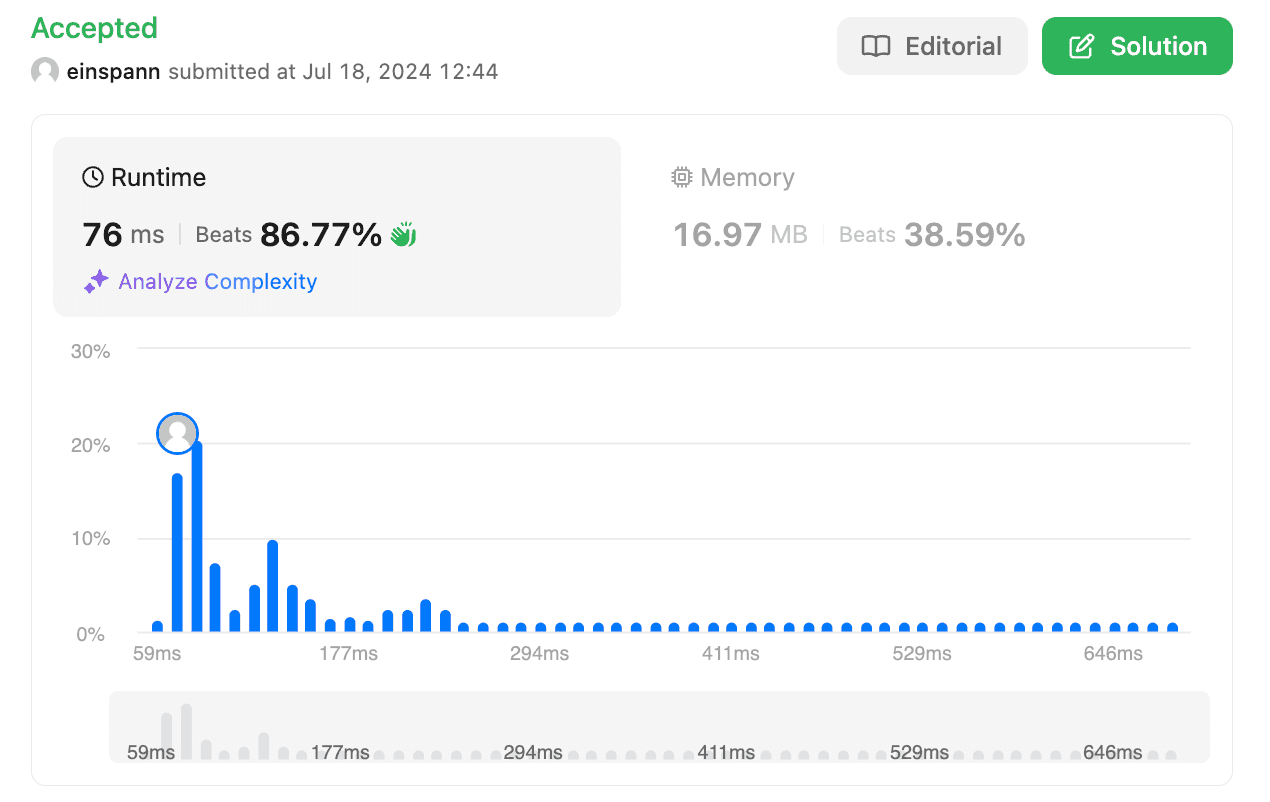 Accepted
einspann submitted at Jul 18, 2024 12:44
Editorial
Solution
Runtime
76 ms Beats 86.77%
Analyze Complexity
Memory
16.97 MB Beats 38.59%
30%
20%
10%
0%
59ms 177ms 294ms 411ms 529ms 646ms
59ms 177ms 294ms 411ms 529ms 646ms